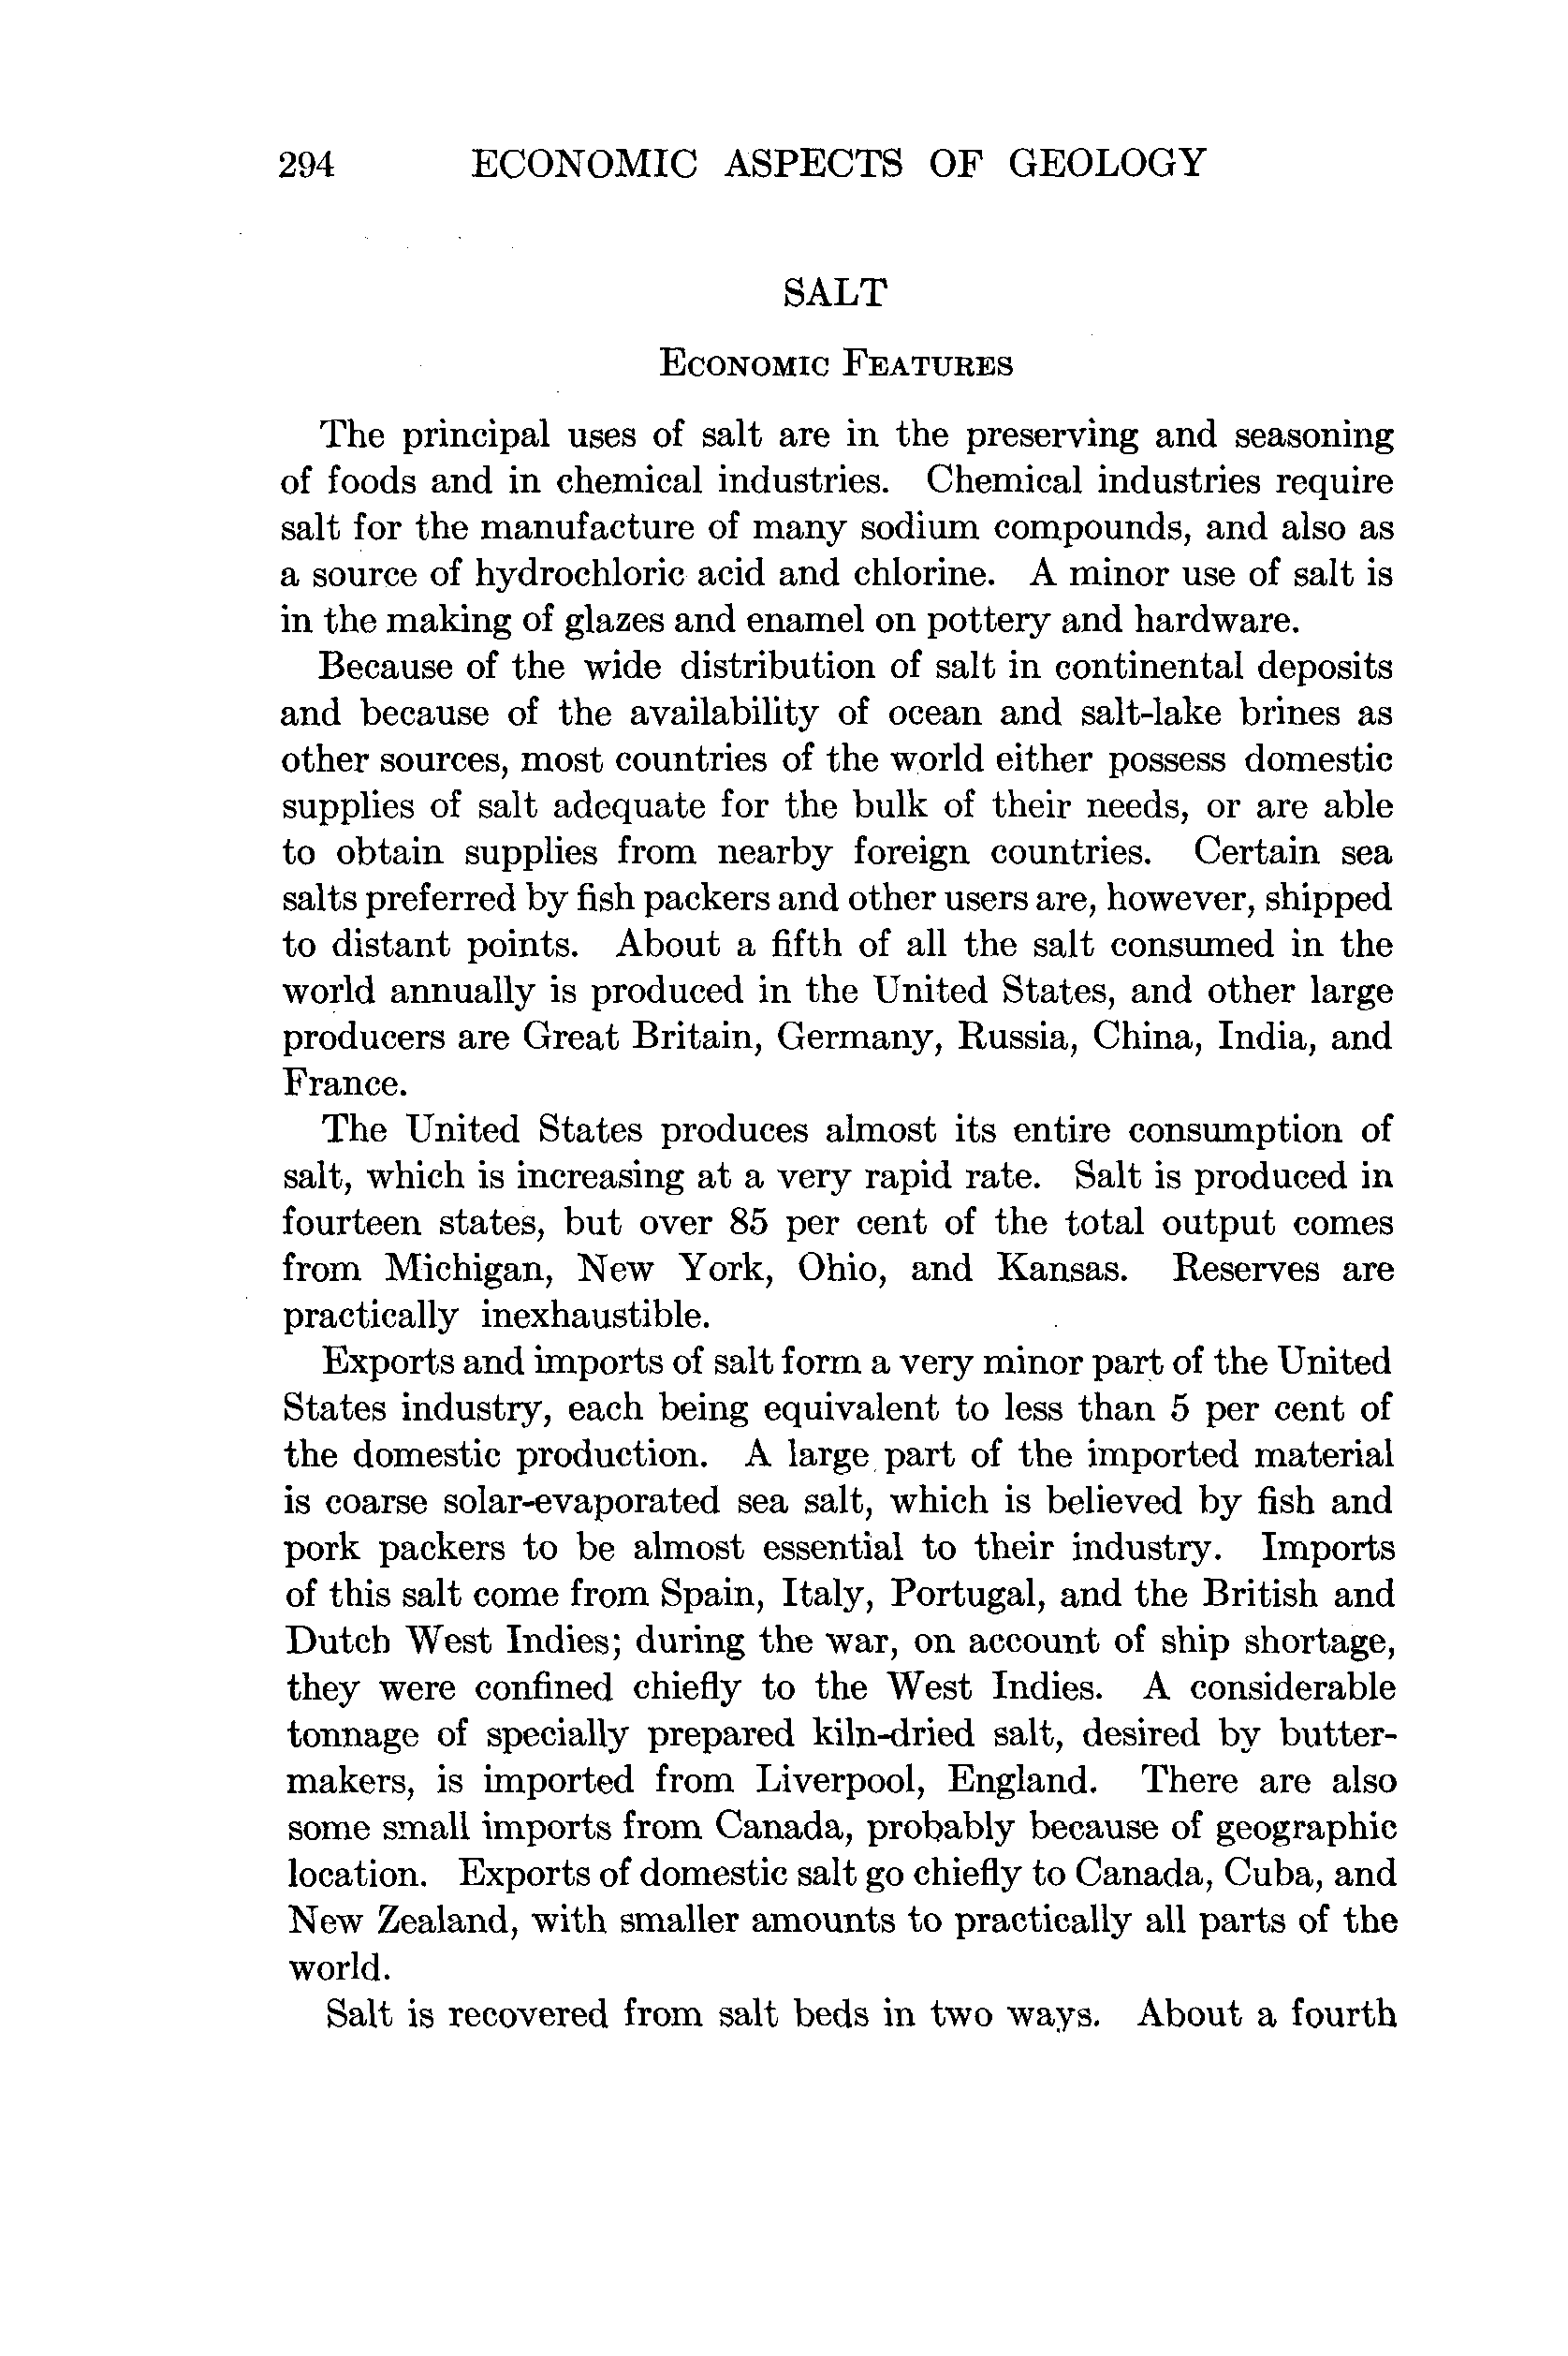 294 ECONOMIC ASPECTS OF GEOLOGY
SALT
ECONOMIC FEATURES
The principal uses of salt are in the preserving and seasoning
of foods and in chemical industries. Chemical industries require
salt for the manufacture of many sodium compounds, and also as
a source of hydrochloric acid and chlorine. A minor use of salt is
in the making of glazes and enamel on pottery and hardware.
Because of the wide distribution of salt in continental deposits
and because of the availability of ocean and salt-lake brines as
other sources, most countries of the world either possess domestic
supplies of salt adequate for the bulk of their needs, or are able
to obtain supplies from nearby foreign countries. Certain sea
salts preferred by fish packers and other users are, however, shipped
to distant points. About a fifth of all the salt consumed in the
world annually is produced in the United States, and other large
producers are Great Britain, Germany, Russia, China, India, and
France.
The United States produces almost its entire consumption of
salt, which is increasing at a very rapid rate. Salt is produced in
fourteen states, but over 85 per cent of the total output comes
from Michigan, New York, Ohio, and Kansas. Reserves are
practically inexhaustible.
Exports and imports of salt form a very minor part of the United
States industry, each being equivalent to less than 5 per cent of
the domestic production. A large part of the imported material
is coarse solar-evaporated sea salt, which is believed by fish and
pork packers to be almost essential to their industry. Imports
of this salt come from Spain, Italy, Portugal, and the British and
Dutch West Indies; during the war, on account of ship shortage,
they were confined chiefly to the West Indies. A considerable
tonnage of specially prepared kiln-dried salt, desired by butter-
makers, is imported from Liverpool, England. There are also
some small imports from Canada, probably because of geographic
location. Exports of domestic salt go chiefly to Canada, Cuba, and
New Zealand, with smaller amounts to practically all parts of the
world.
Salt is recovered from salt beds in two ways. About a fourth